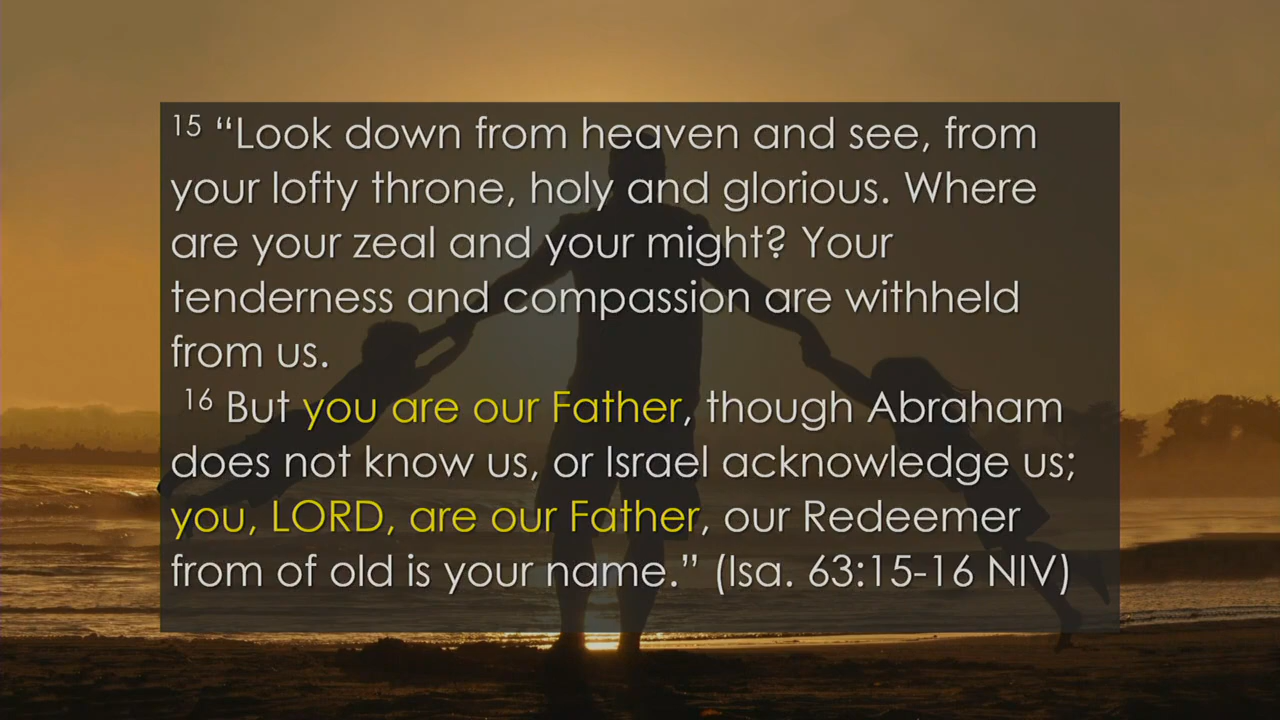 15 “Look down from heaven and see, from
your lofty throne, holy and glorious. Where
are your zeal and your might? Your
tenderness and compassion are withheld
from us.
16 But you are our Father, though Abraham
does not know us, or Israel acknowledge us;
you, LORD, are our Father, our Redeemer
from of old is your name.” (Isa. 63:15-16 NIV)